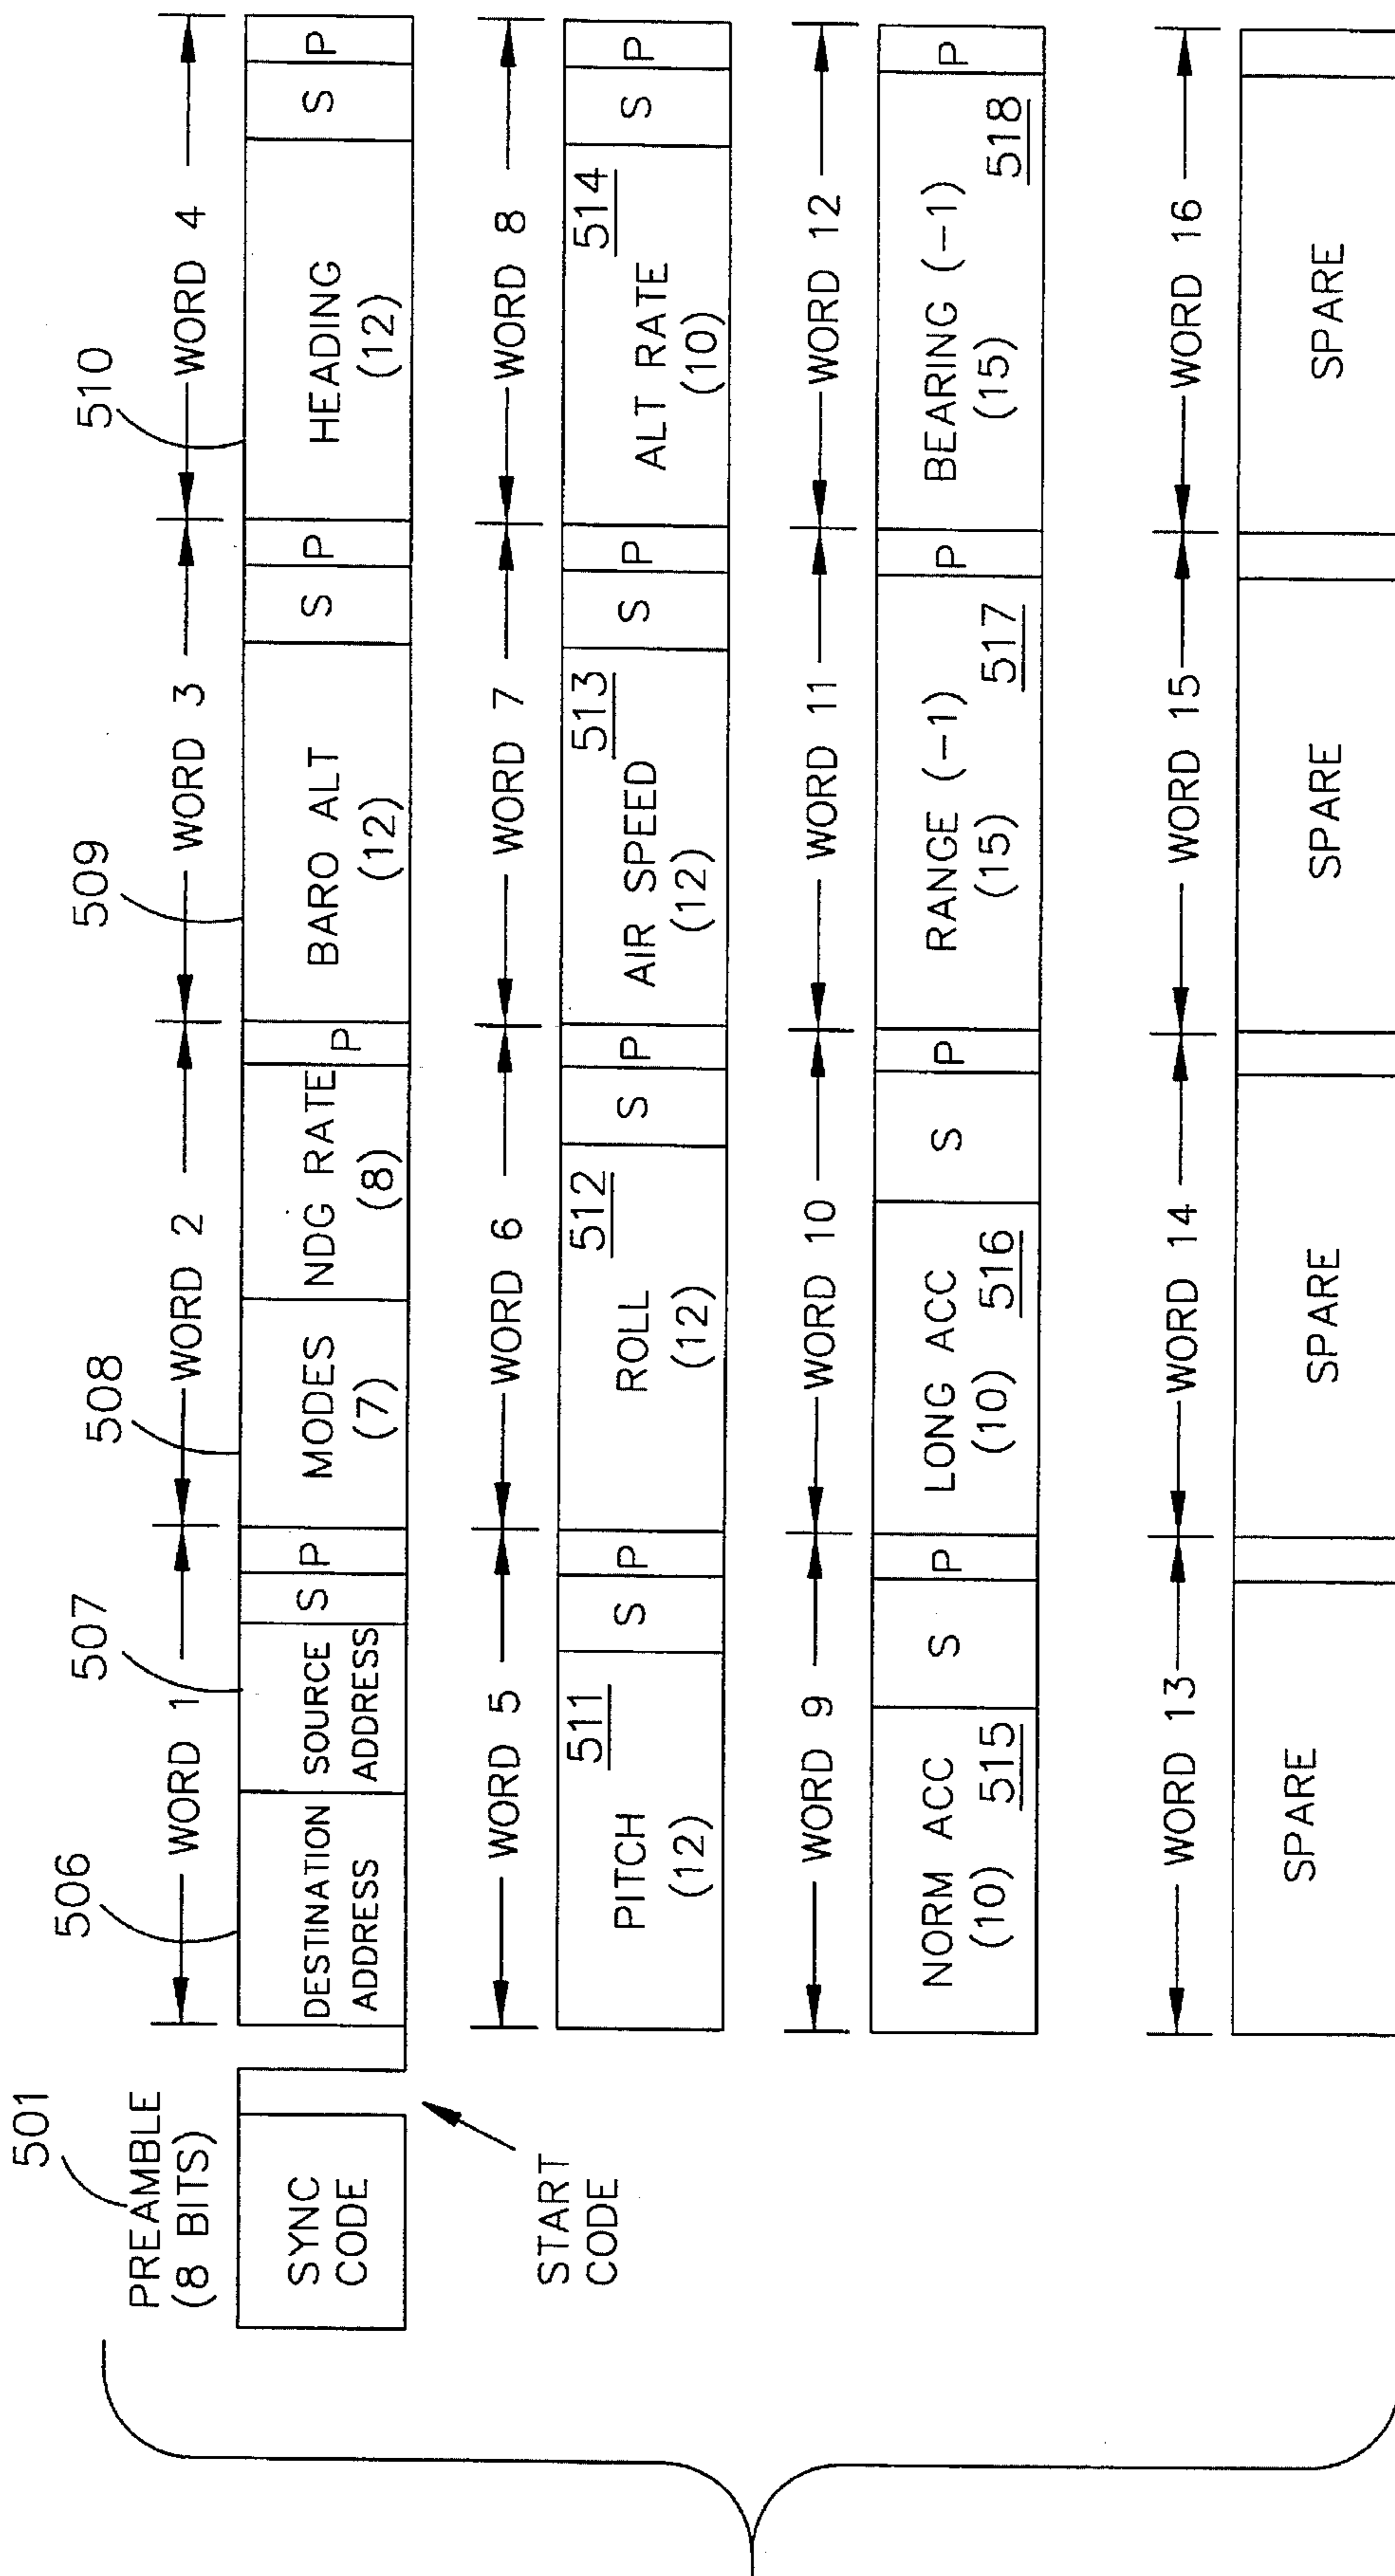 501
PREAMBLE
(8 BITS)
SYNC
CODE
START
CODE
506
507
508
509
510
WORD 1
WORD 2
WORD 3
WORD 4
DESTINATION
ADDRESS
SOURCE
ADDRESS
S
P
MODES
(7)
NDG RATE
(8)
P
BARO ALT
(12)
S
P
HEADING
(12)
S
P
WORD 5
WORD 6
WORD 7
WORD 8
PITCH
(12)
511
S
P
ROLL
(12)
512
S
P
AIR SPEED
(12)
513
S
P
ALT RATE
(10)
514
S
P
WORD 9
WORD 10
WORD 11
WORD 12
NORM ACC
(10)
515
S
P
LONG ACC
(10)
516
S
P
RANGE (-1)
(15)
517
P
BEARING (-1)
(15)
518
P
WORD 13
WORD 14
WORD 15
WORD 16
SPARE
SPARE
SPARE
SPARE